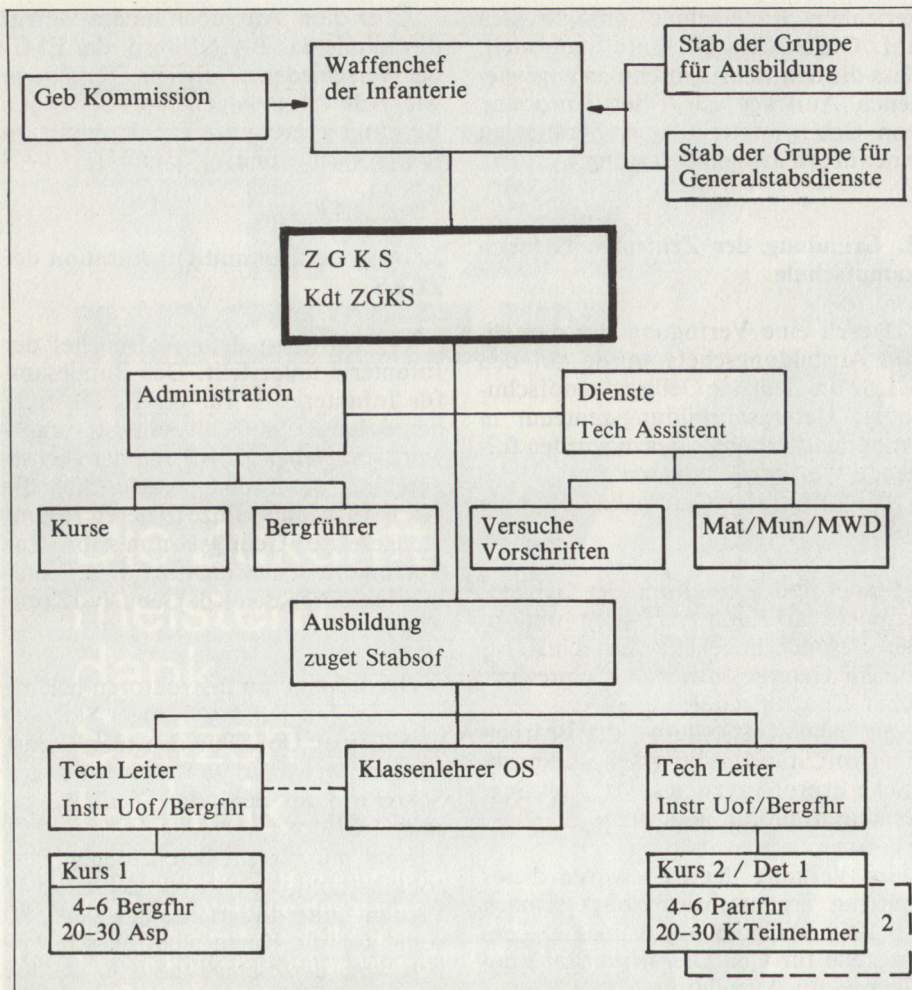 Waffenchef
der Infanterie
Stab der Gruppe
für Ausbildung
Geb Kommission
Stab der Gruppe für
Generalstabsdienste
Z G K S
Kdt ZGKS
Administration
Dienste
Tech Assistent
Kurse
Bergführer
Versuche
Vorschriften
Mat/Mun/MWD
Ausbildung
zuget Stabsof
Tech Leiter
Instr Uof/Bergfhr
Klassenlehrer OS
Tech Leiter
Instr Uof/Bergfhr
Kurs 1
4-6 Bergfhr
20-30 Asp
Kurs 2 / Det 1
4-6 Patrfhr
20-30 K Teilnehmer
2